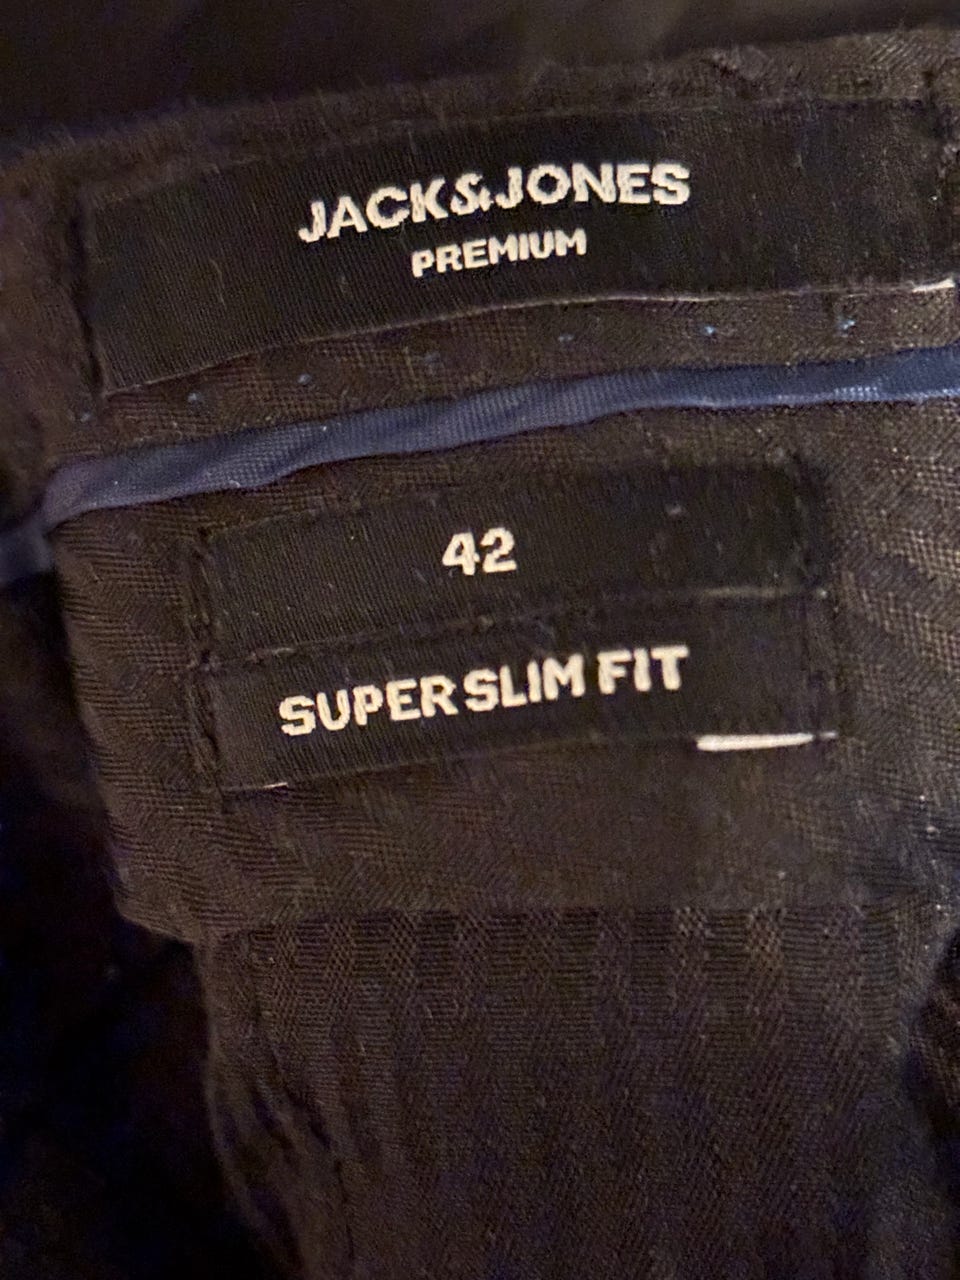 JACK&JONES
PREMIUM
42
SUPER SLIM FIT